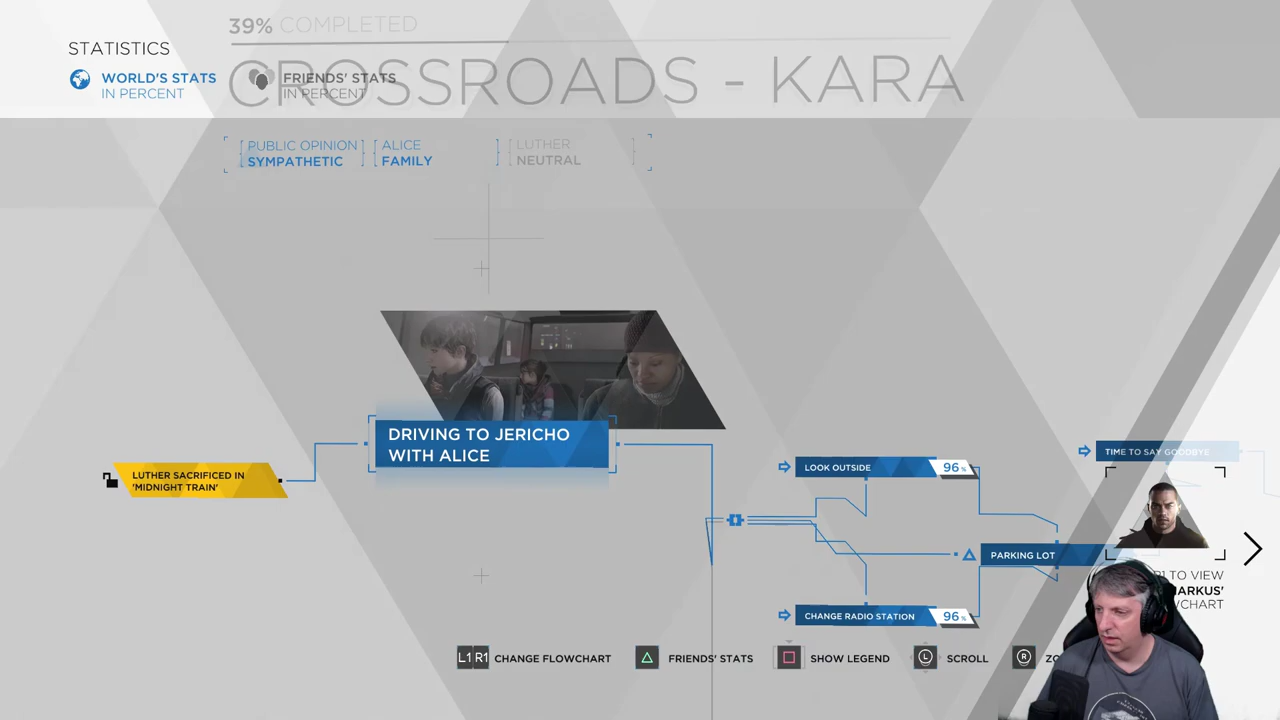 39% COMPLETED
STATISTICS
WORLD'S STATS
IN PERCENT
FRIENDS' STATS
IN PERCENT
CROSSROADS - KARA
PUBLIC OPINION
SYMPATHETIC
ALICE
FAMILY
LUTHER
NEUTRAL
DRIVING TO JERICHO
WITH ALICE
LUTHER SACRIFICED IN
'MIDNIGHT TRAIN'
LOOK OUTSIDE
96%
TIME TO SAY GOODBYE
PARKING LOT
CHANGE RADIO STATION
96%
TO VIEW
L1 R1 CHANGE FLOWCHART
FRIENDS' STATS
SHOW LEGEND
L SCROLL
R